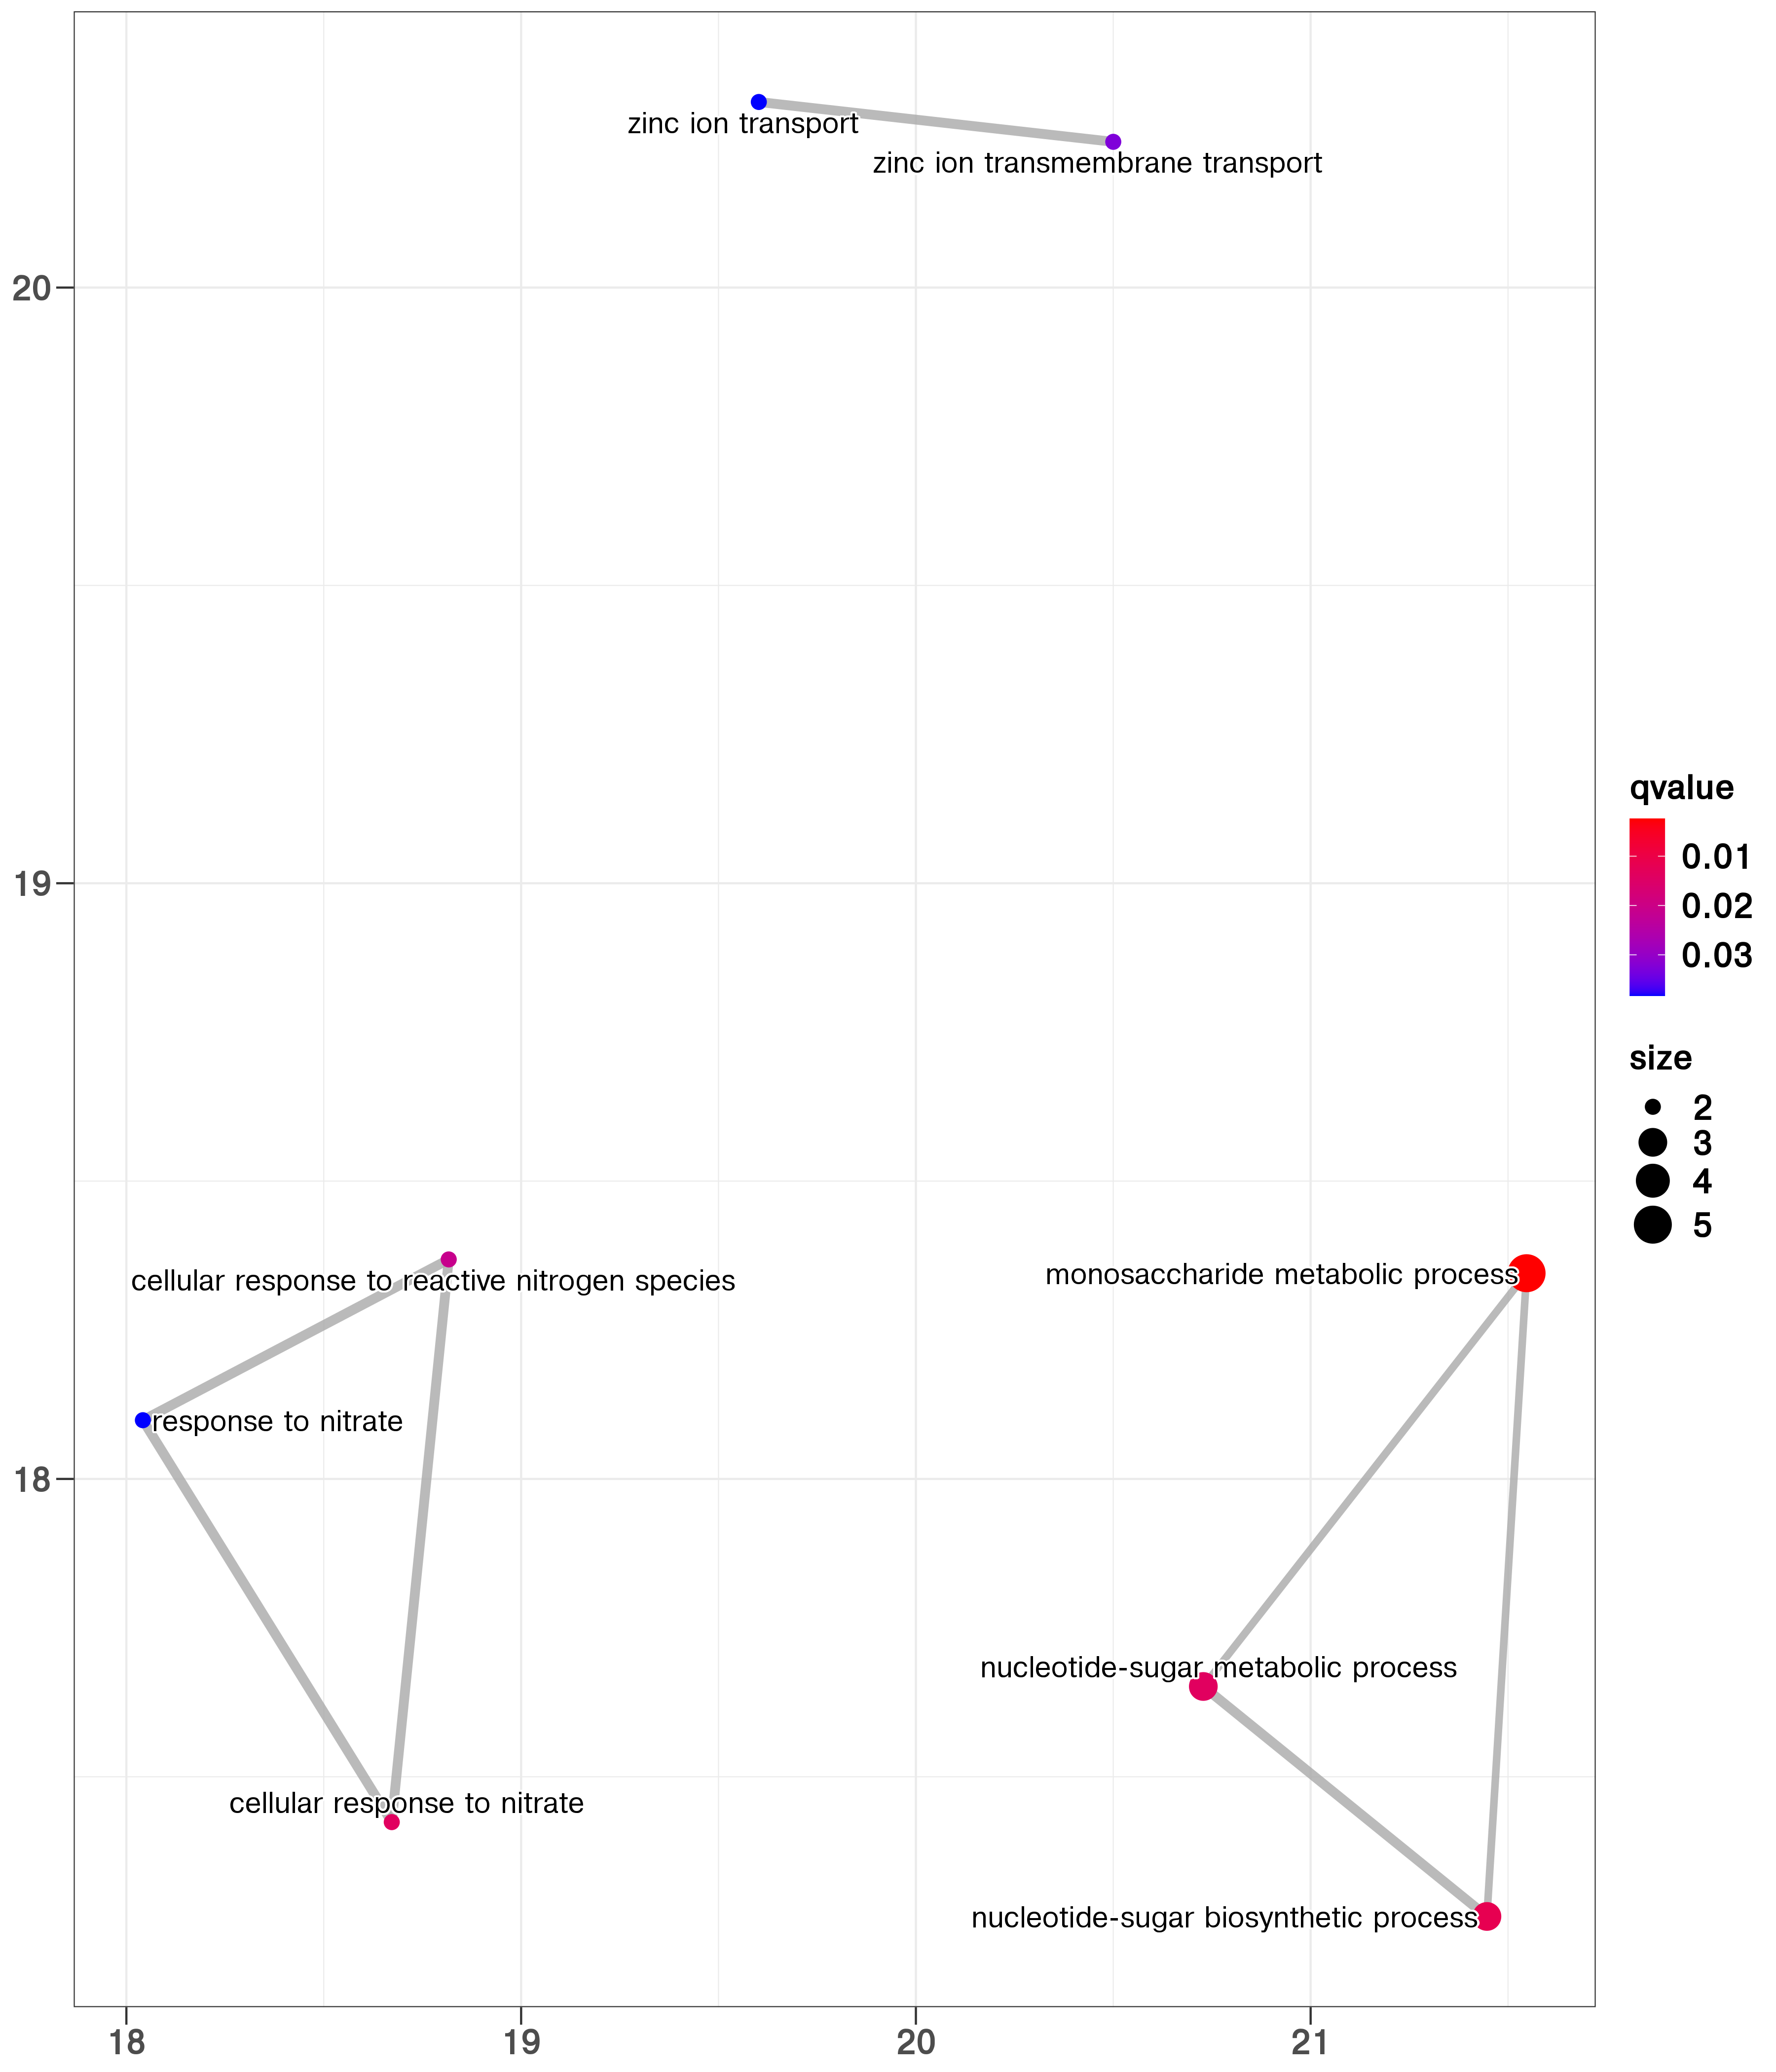 zinc ion transport
zinc ion transmembrane transport
20
19
18
cellular response to reactive nitrogen species
response to nitrate
cellular response to nitrate
monosaccharide metabolic process
nucleotide-sugar metabolic process
nucleotide-sugar biosynthetic process
18
19
20
21
qvalue
0.01
0.02
0.03
size
2
3
4
5